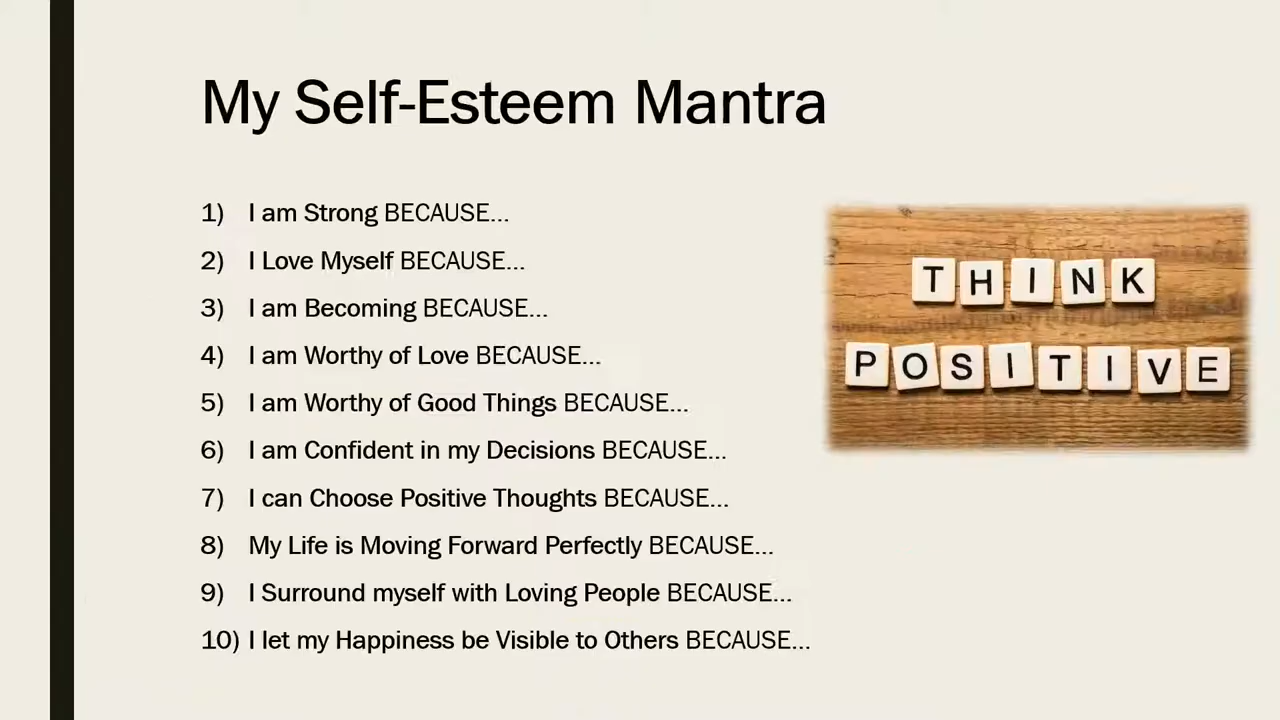 My Self-Esteem Mantra
1) I am Strong BECAUSE...
2) I Love Myself BECAUSE...
3) I am Becoming BECAUSE...
4) I am Worthy of Love BECAUSE...
5) I am Worthy of Good Things BECAUSE...
6) I am Confident in my Decisions BECAUSE...
7) I can Choose Positive Thoughts BECAUSE...
8) My Life is Moving Forward Perfectly BECAUSE...
9) I Surround myself with Loving People BECAUSE...
10) I let my Happiness be Visible to Others BECAUSE...
THINK
POSITIVE